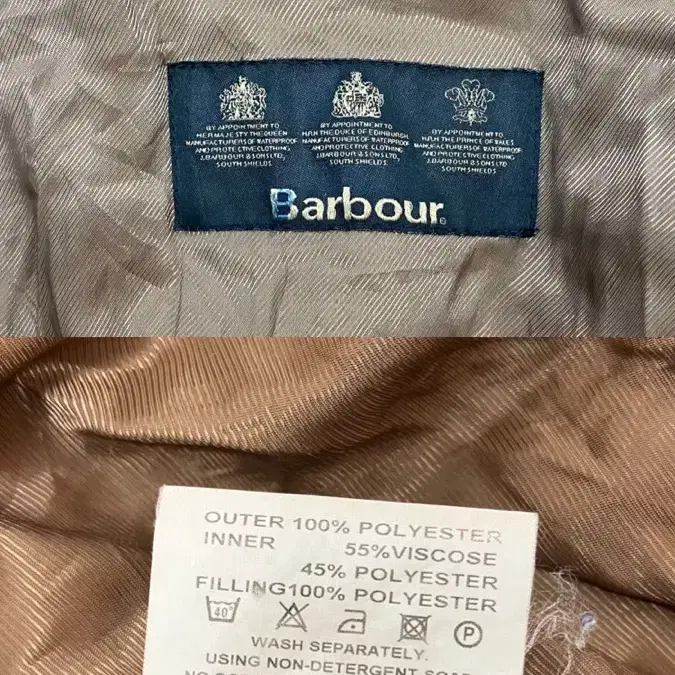 BY APPOINTMENT TO
HER MAJESTY THE QUEEN
MANUFACTURERS OF WATERPROOF
AND PROTECTIVE CLOTHING
J.BARBOUR & SONS LTD,
SOUTH SHIELDS.
BY APPOINTMENT TO
H.R.H. THE DUKE OF EDINBURGH
MANUFACTURERS OF WATERPROOF
AND PROTECTIVE CLOTHING
J.BARBOUR & SONS LTD,
SOUTH SHIELDS.
BY APPOINTMENT TO
H.R.H. THE PRINCE OF WALES
MANUFACTURERS OF WATERPROOF
AND PROTECTIVE CLOTHING
J.BARBOUR & SONS LTD,
SOUTH SHIELDS.
Barbour®
OUTER 100% POLYESTER
INNER 55%VISCOSE
45% POLYESTER
FILLING100% POLYESTER
40° P
WASH SEPARATELY.
USING NON-DETERGENT